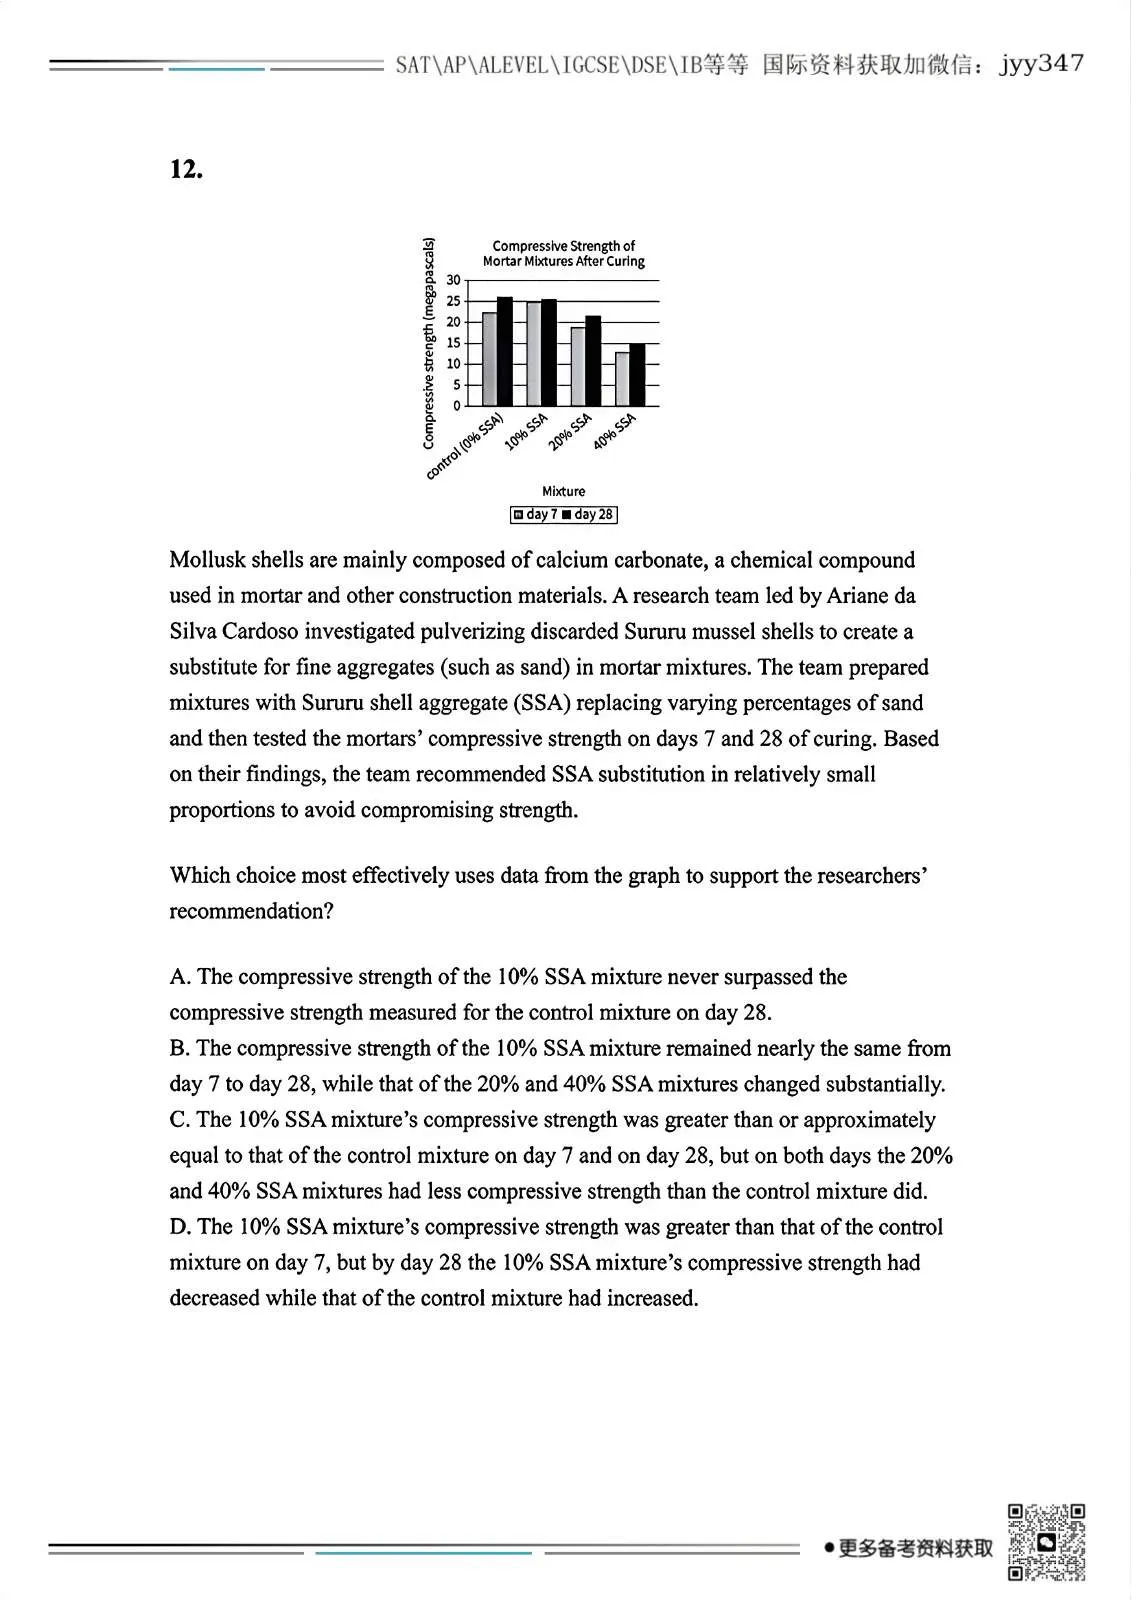 SAT\AP\ALEVEL\IGCSE\DSE\IB等等 国际资料获取加微信：jyy347
12.
Compressive Strength of
Mortar Mixtures After Curing
Compressive strength (megapascals)
30
25
20
15
10
5
0
control (0% SSA)
10% SSA
20% SSA
40% SSA
Mixture
day 7 day 28
Mollusk shells are mainly composed of calcium carbonate, a chemical compound
used in mortar and other construction materials. A research team led by Ariane da
Silva Cardoso investigated pulverizing discarded Sururu mussel shells to create a
substitute for fine aggregates (such as sand) in mortar mixtures. The team prepared
mixtures with Sururu shell aggregate (SSA) replacing varying percentages of sand
and then tested the mortars’ compressive strength on days 7 and 28 of curing. Based
on their findings, the team recommended SSA substitution in relatively small
proportions to avoid compromising strength.
Which choice most effectively uses data from the graph to support the researchers’
recommendation?
A. The compressive strength of the 10% SSA mixture never surpassed the
compressive strength measured for the control mixture on day 28.
B. The compressive strength of the 10% SSA mixture remained nearly the same from
day 7 to day 28, while that of the 20% and 40% SSA mixtures changed substantially.
C. The 10% SSA mixture’s compressive strength was greater than or approximately
equal to that of the control mixture on day 7 and on day 28, but on both days the 20%
and 40% SSA mixtures had less compressive strength than the control mixture did.
D. The 10% SSA mixture’s compressive strength was greater than that of the control
mixture on day 7, but by day 28 the 10% SSA mixture’s compressive strength had
decreased while that of the control mixture had increased.
●更多备考资料获取